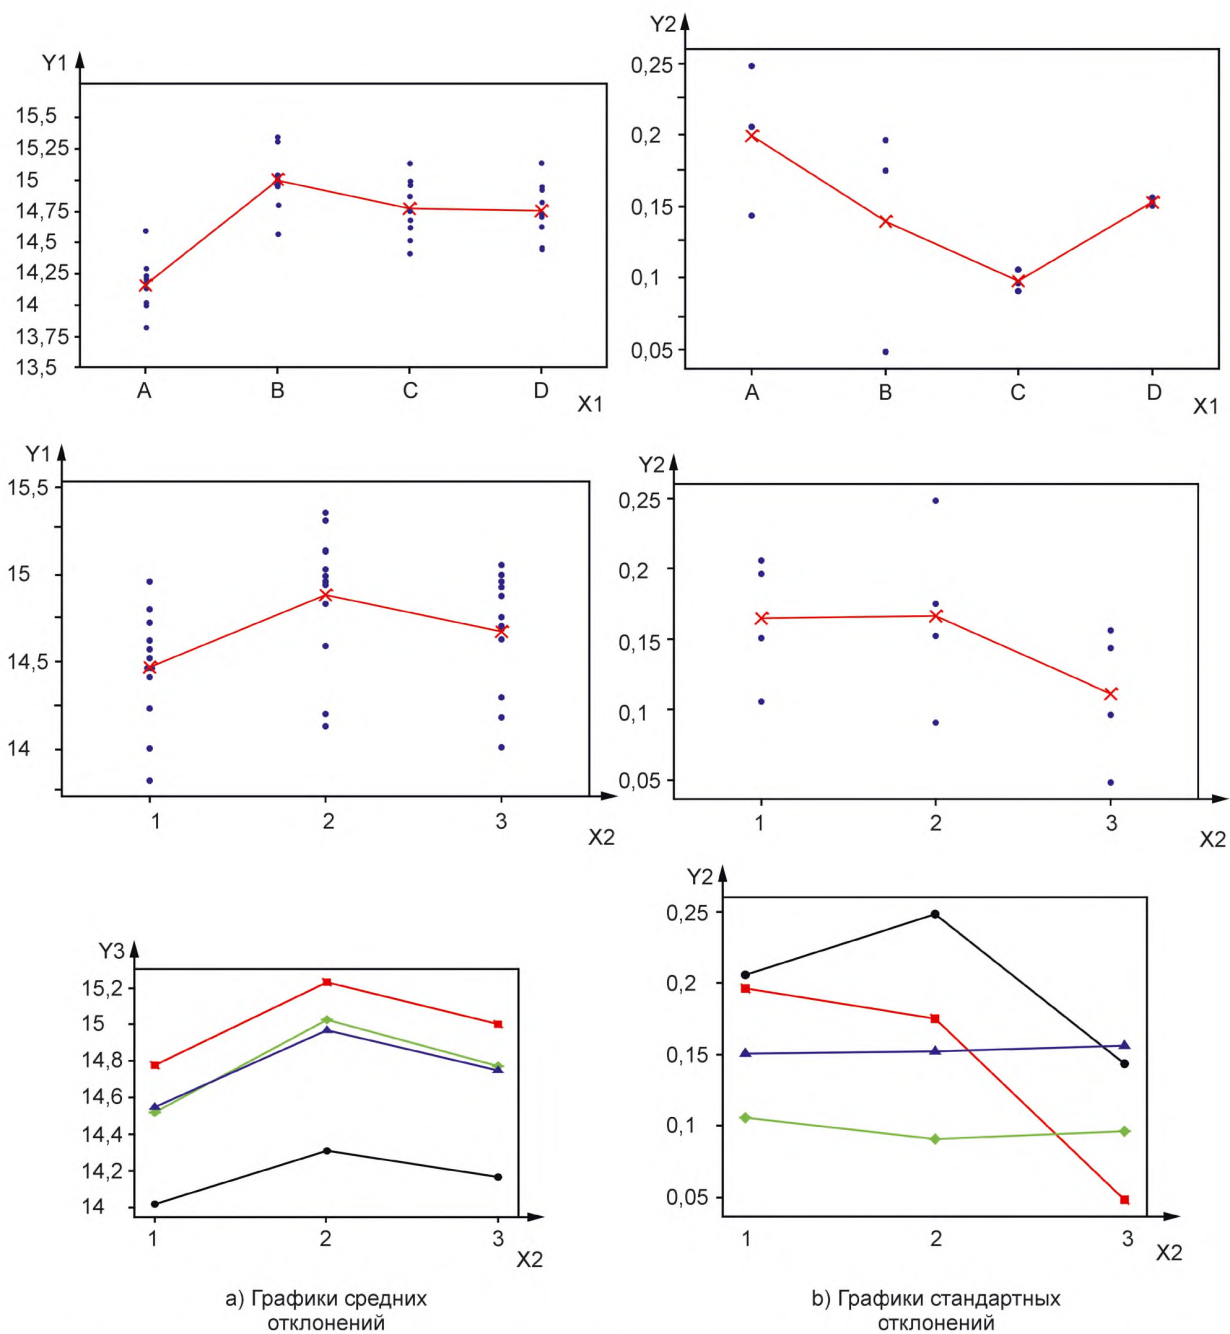 Y1
15,5
15,25
15
14,75
14,5
14,25
14
13,75
13,5
A B C D
X1
Y2
0,25
0,2
0,15
0,1
0,05
A B C D
X1
Y1
15,5
15
14,5
14
1 2 3
X2
Y2
0,25
0,2
0,15
0,1
0,05
1 2 3
X2
Y3
15,2
15
14,8
14,6
14,4
14,2
14
1 2 3
X2
Y2
0,25
0,2
0,15
0,1
0,05
1 2 3
X2
a) Графики средних
отклонений
b) Графики стандартных
отклонений